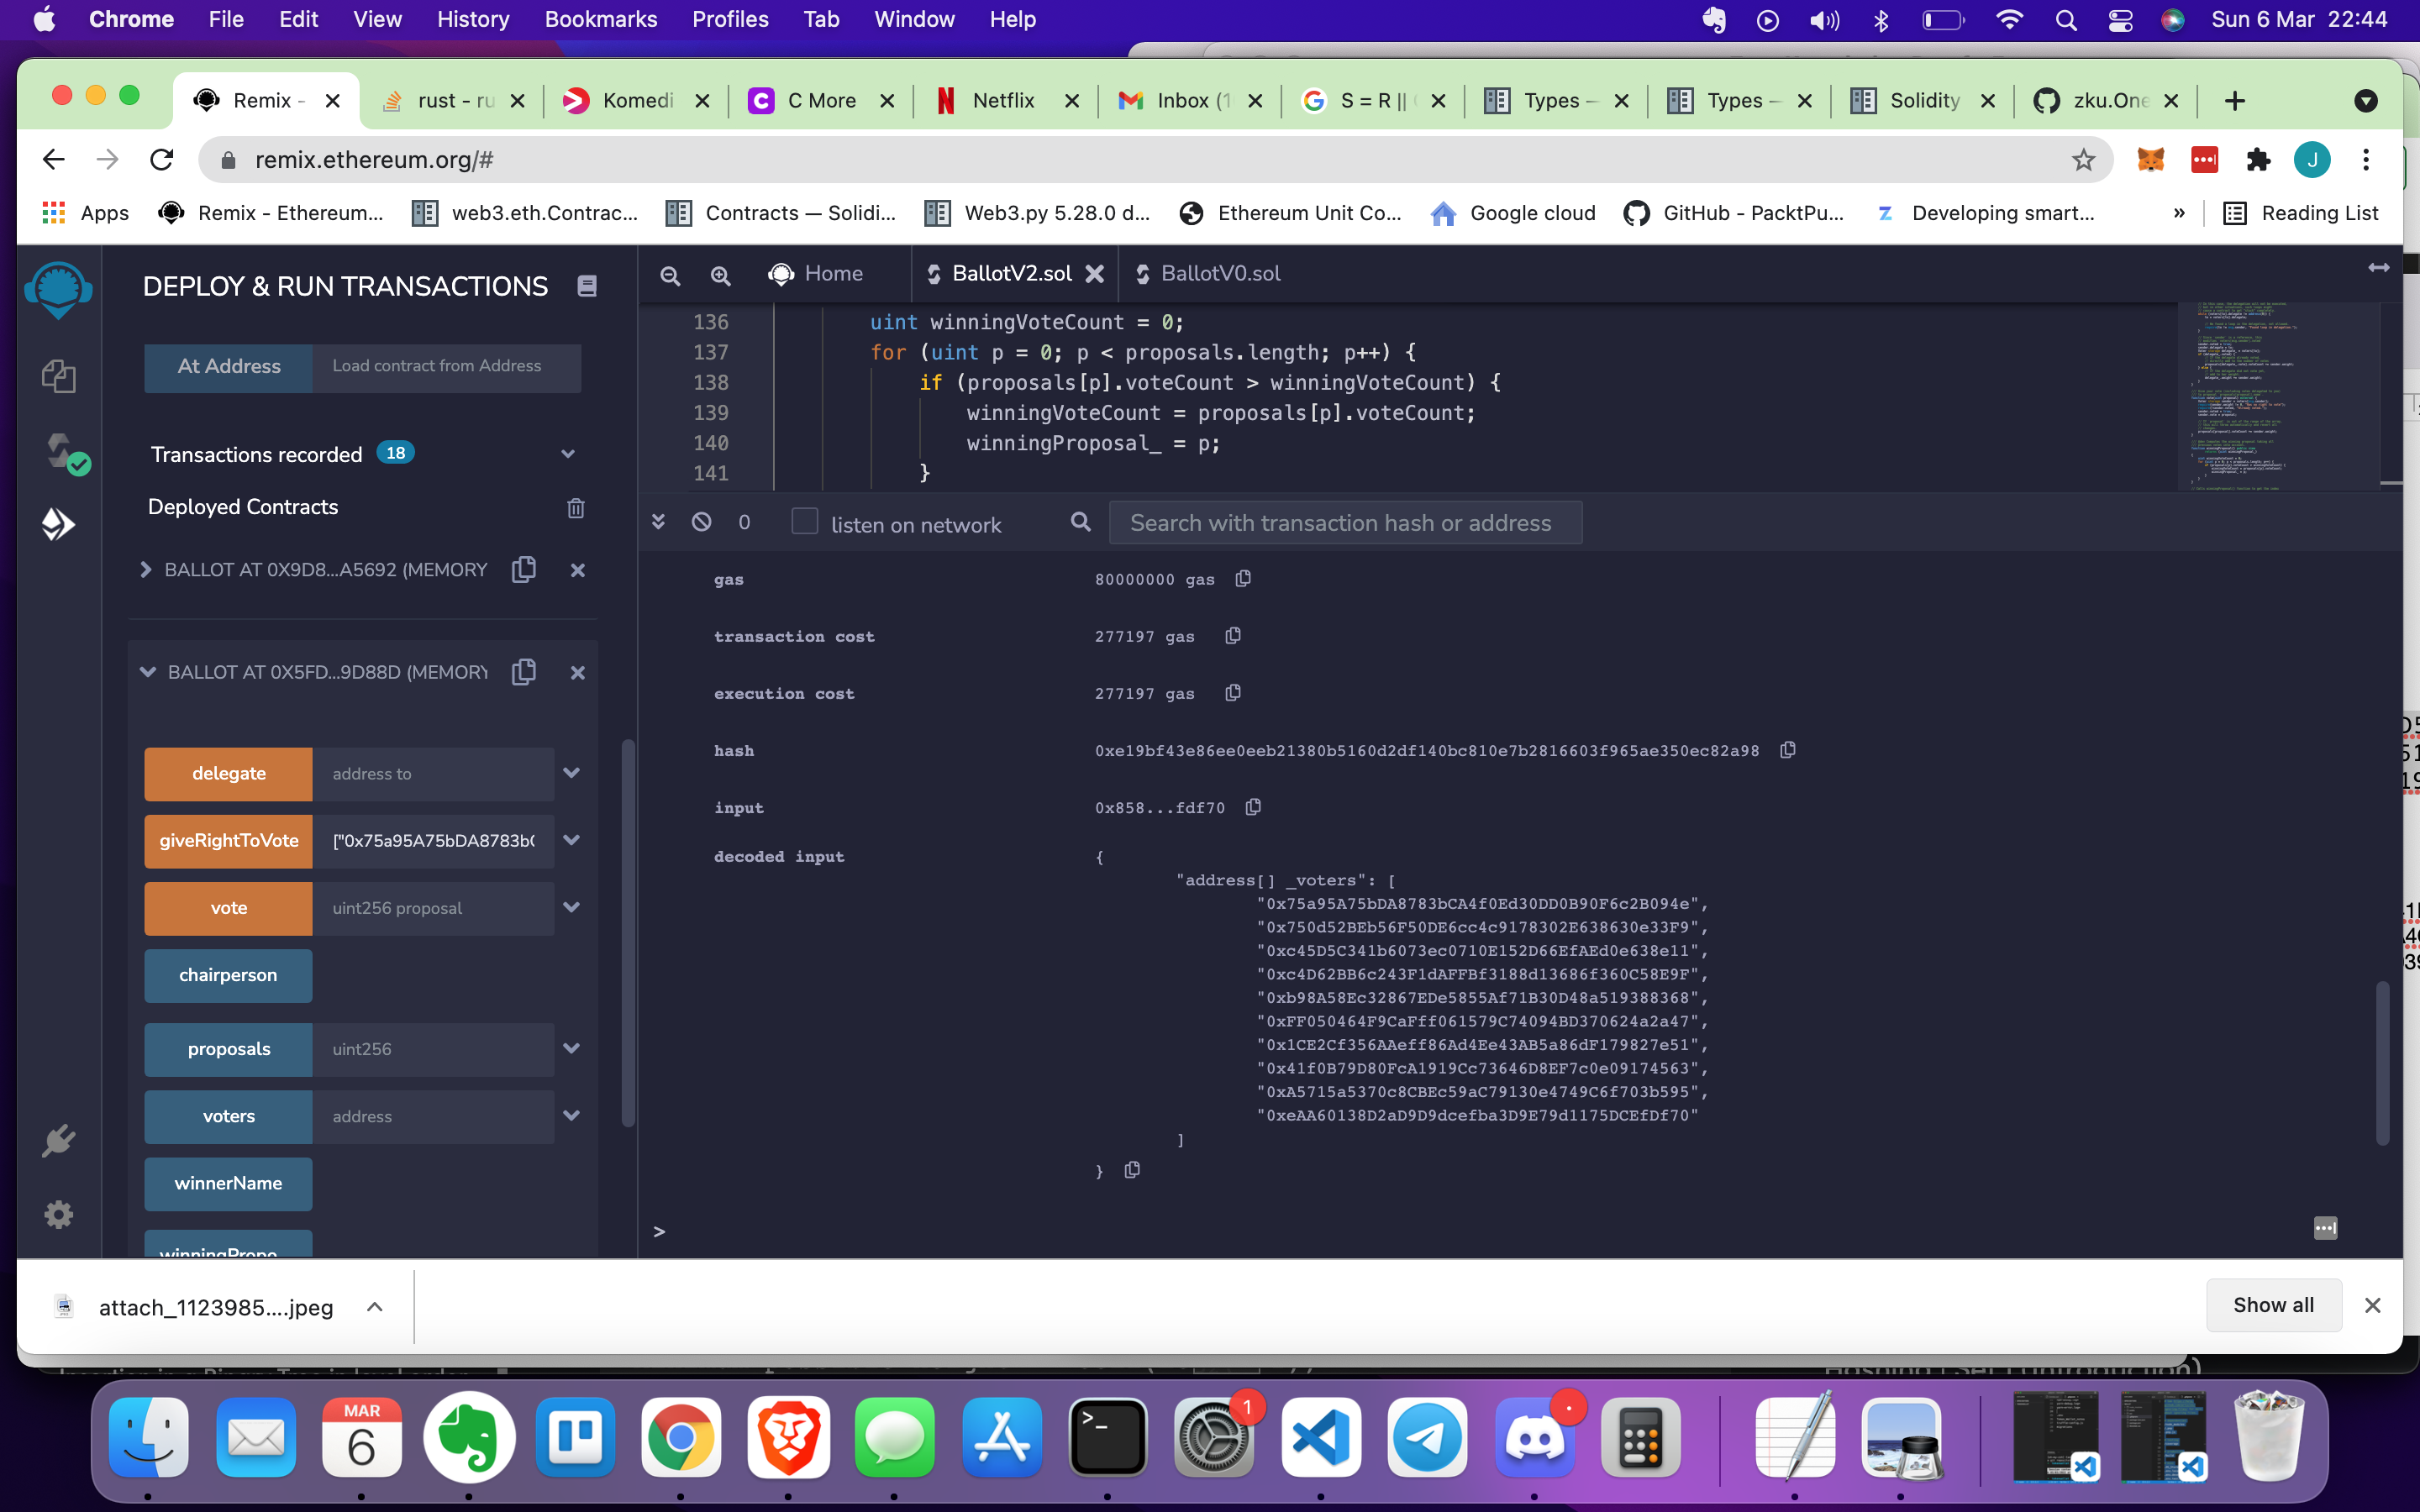 Chrome File Edit View History Bookmarks Profiles Tab Window Help Sun 6 Mar 22:44
Remix - rust - ru Komedi C More Netflix Inbox (1 S = R || Types – Types – Solidity zku.One
remix.ethereum.org/#
J
Apps Remix - Ethereum... web3.eth.Contrac... Contracts — Solidi... Web3.py 5.28.0 d... Ethereum Unit Co... Google cloud GitHub - PacktPu... Developing smart... » Reading List
DEPLOY & RUN TRANSACTIONS
Home BallotV2.sol BallotV0.sol
At Address Load contract from Address
Transactions recorded 18
Deployed Contracts
BALLOT AT 0X9D8...A5692 (MEMORY
BALLOT AT 0X5FD...9D88D (MEMORY
delegate address to
giveRightToVote ["0x75a95A75bDA8783b
vote uint256 proposal
chairperson
proposals uint256
voters address
winnerName
winningPropo
136 uint winningVoteCount = 0;
137 for (uint p = 0; p < proposals.length; p++) {
138 if (proposals[p].voteCount > winningVoteCount) {
139 winningVoteCount = proposals[p].voteCount;
140 winningProposal_ = p;
141 }
0 listen on network Search with transaction hash or address
gas 80000000 gas
transaction cost 277197 gas
execution cost 277197 gas
hash 0xe19bf43e86ee0eeb21380b5160d2df140bc810e7b2816603f965ae350ec82a98
input 0x858...fdf70
decoded input {
"address[] _voters": [
"0x75a95A75bDA8783bCA4f0Ed30DD0B90F6c2B094e",
"0x750d52BEb56F50DE6cc4c9178302E638630e33F9",
"0xc45D5C341b6073ec0710E152D66EfAEd0e638e11",
"0xc4D62BB6c243F1dAFFBf3188d13686f360C58E9F",
"0xb98A58Ec32867EDe5855Af71B30D48a519388368",
"0xFF050464F9CaFff061579C74094BD370624a2a47",
"0x1CE2Cf356AAeff86Ad4Ee43AB5a86dF179827e51",
"0x41f0B79D80FcA1919Cc73646D8EF7c0e09174563",
"0xA5715a5370c8CBEc59aC79130e4749C6f703b595",
"0xeAA60138D2aD9D9dcefba3D9E79d1175DCEfDf70"
]
}
>
attach_1123985....jpeg Show all
MAR
6
1